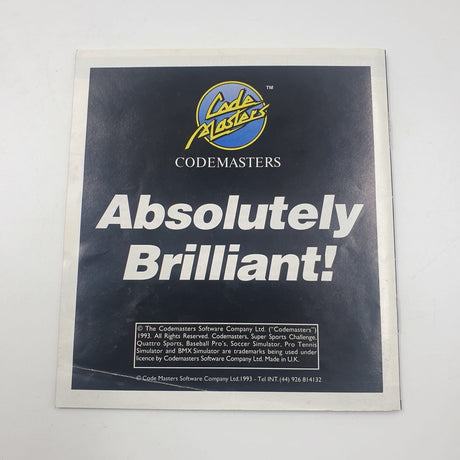 Code
Masters
TM
CODEMASTERS
Absolutely
Brilliant!
© The Codemasters Software Company Ltd. ("Codemasters")
1993. All Rights Reserved. Codemasters, Super Sports Challenge,
Quattro Sports, Baseball Pro's, Soccer Simulator, Pro Tennis
Simulator and BMX Simulator are trademarks being used under
licence by Codemasters Software Company Ltd. Made in U.K.
© Code Masters Software Company Ltd.1993 - Tel INT. (44) 926 814132